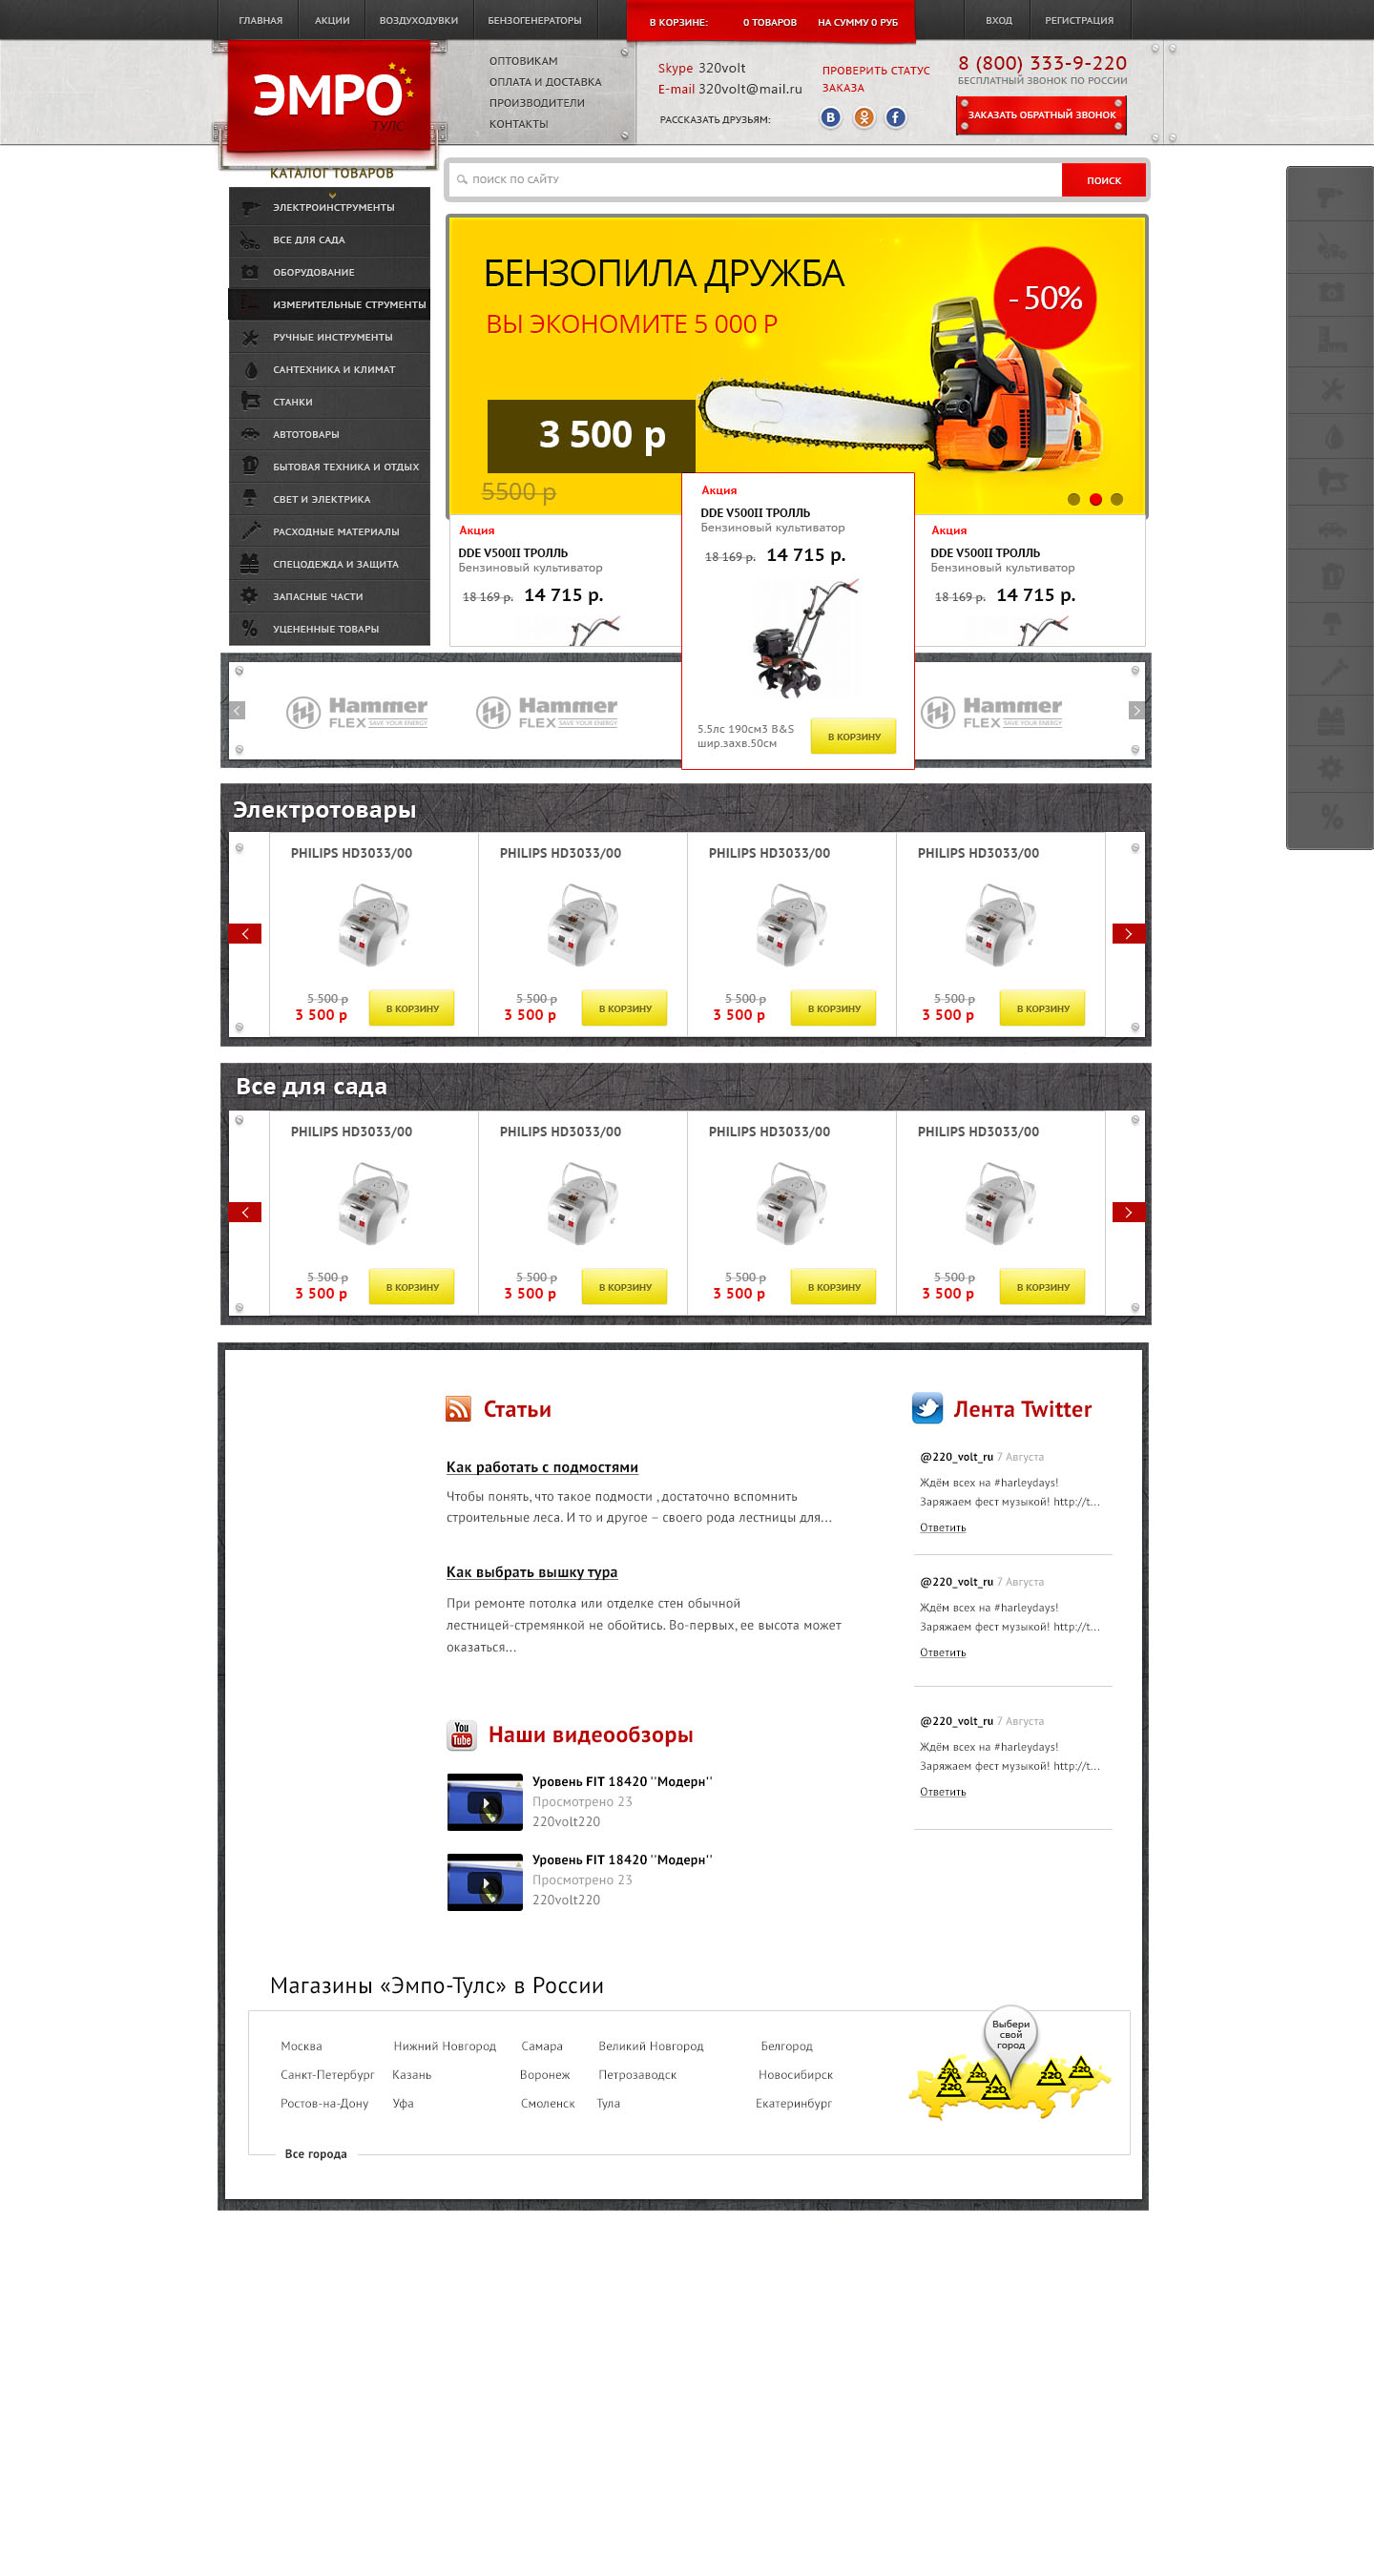 ГЛАВНАЯ АКЦИИ ВОЗДУХОДУВКИ БЕНЗОГЕНЕРАТОРЫ В КОРЗИНЕ: 0 ТОВАРОВ НА СУММУ 0 РУБ ВХОД РЕГИСТРАЦИЯ
ЭМРО
ТУЛС
ОПТОВИКАМ
ОПЛАТА И ДОСТАВКА
ПРОИЗВОДИТЕЛИ
КОНТАКТЫ
Skype 320volt
E-mail 320volt@mail.ru
РАССКАЗАТЬ ДРУЗЬЯМ:
ПРОВЕРИТЬ СТАТУС
ЗАКАЗА
8 (800) 333-9-220
БЕСПЛАТНЫЙ ЗВОНОК ПО РОССИИ
ЗАКАЗАТЬ ОБРАТНЫЙ ЗВОНОК
КАТАЛОГ ТОВАРОВ
ПОИСК ПО САЙТУ ПОИСК
ЭЛЕКТРОИНСТРУМЕНТЫ
ВСЕ ДЛЯ САДА
ОБОРУДОВАНИЕ
ИЗМЕРИТЕЛЬНЫЕ СТРУМЕНТЫ
РУЧНЫЕ ИНСТРУМЕНТЫ
САНТЕХНИКА И КЛИМАТ
СТАНКИ
АВТОТОВАРЫ
БЫТОВАЯ ТЕХНИКА И ОТДЫХ
СВЕТ И ЭЛЕКТРИКА
РАСХОДНЫЕ МАТЕРИАЛЫ
СПЕЦОДЕЖДА И ЗАЩИТА
ЗАПАСНЫЕ ЧАСТИ
УЦЕНЕННЫЕ ТОВАРЫ
БЕНЗОПИЛА ДРУЖБА
ВЫ ЭКОНОМИТЕ 5 000 Р
- 50%
3 500 р
5500 р
Акция
DDE V500II ТРОЛЛЬ
Бензиновый культиватор
18 169 р. 14 715 р.
Акция
DDE V500II ТРОЛЛЬ
Бензиновый культиватор
18 169 р. 14 715 р.
5.5лс 190см3 B&S
шир.захв.50см
В КОРЗИНУ
Акция
DDE V500II ТРОЛЛЬ
Бензиновый культиватор
18 169 р. 14 715 р.
Hammer
FLEX SAVE YOUR ENERGY
Hammer
FLEX SAVE YOUR ENERGY
Hammer
FLEX SAVE YOUR ENERGY
Электротовары
PHILIPS HD3033/00 PHILIPS HD3033/00 PHILIPS HD3033/00 PHILIPS HD3033/00
5 500 р 5 500 р 5 500 р 5 500 р
3 500 р В КОРЗИНУ 3 500 р В КОРЗИНУ 3 500 р В КОРЗИНУ 3 500 р В КОРЗИНУ
Все для сада
PHILIPS HD3033/00 PHILIPS HD3033/00 PHILIPS HD3033/00 PHILIPS HD3033/00
5 500 р 5 500 р 5 500 р 5 500 р
3 500 р В КОРЗИНУ 3 500 р В КОРЗИНУ 3 500 р В КОРЗИНУ 3 500 р В КОРЗИНУ
Статьи
Как работать с подмостями
Чтобы понять, что такое подмости , достаточно вспомнить
строительные леса. И то и другое – своего рода лестницы для...
Как выбрать вышку тура
При ремонте потолка или отделке стен обычной
лестницей-стремянкой не обойтись. Во-первых, ее высота может
оказаться...
You Tube Наши видеообзоры
Уровень FIT 18420 ''Модерн''
Просмотрено 23
220volt220
Уровень FIT 18420 ''Модерн''
Просмотрено 23
220volt220
Лента Twitter
@220_volt_ru 7 Августа
Ждём всех на #harleydays!
Заряжаем фест музыкой! http://t...
Ответить
@220_volt_ru 7 Августа
Ждём всех на #harleydays!
Заряжаем фест музыкой! http://t...
Ответить
@220_volt_ru 7 Августа
Ждём всех на #harleydays!
Заряжаем фест музыкой! http://t...
Ответить
Магазины «Эмпо-Тулс» в России
Москва Нижний Новгород Самара Великий Новгород Белгород
Санкт-Петербург Казань Воронеж Петрозаводск Новосибирск
Ростов-на-Дону Уфа Смоленск Тула Екатеринбург
Выбери
свой
город
220 220 220 220 220 220
Все города